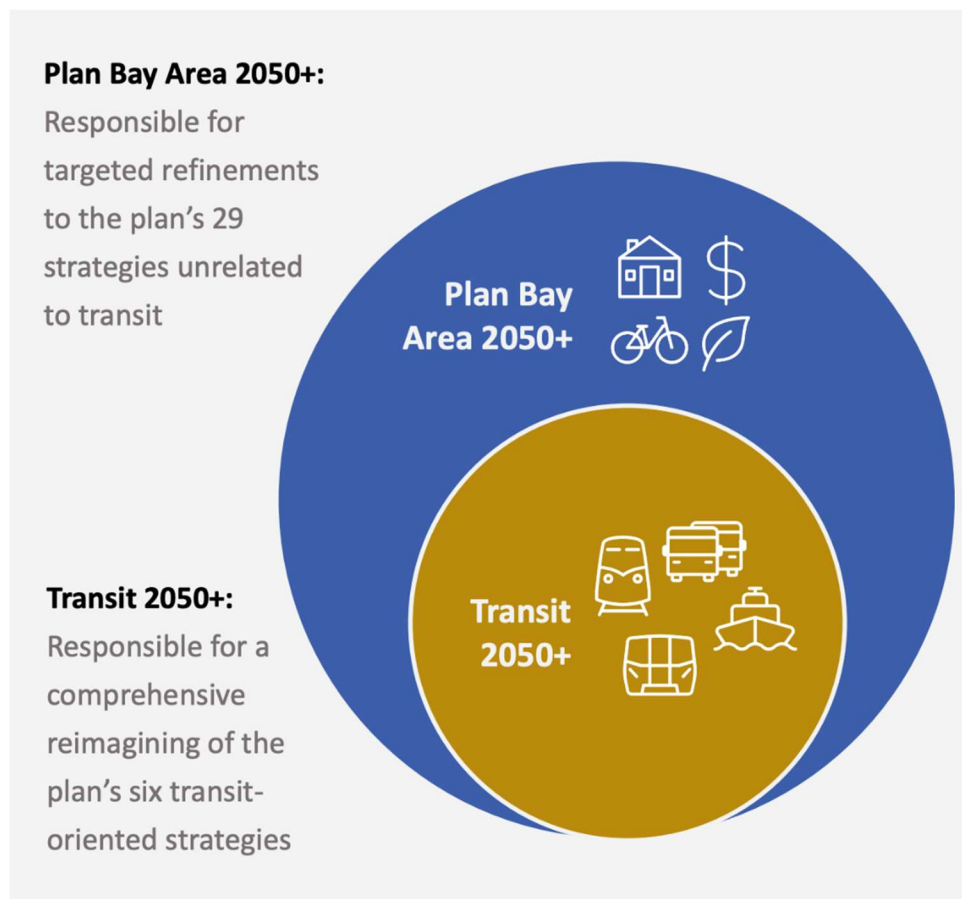 Plan Bay Area 2050+:
Responsible for
targeted refinements
to the plan’s 29
strategies unrelated
to transit
Plan Bay
Area 2050+
Transit 2050+:
Responsible for a
comprehensive
reimagining of the
plan’s six transit-
oriented strategies
Transit
2050+